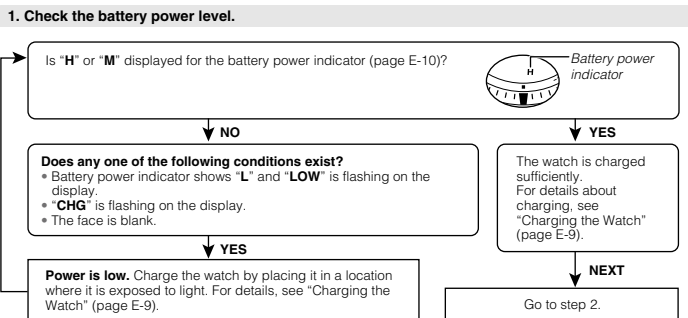 1. Check the battery power level.
Is “H” or “M” displayed for the battery power indicator (page E-10)?
Battery power
indicator
H
NO
YES
Does any one of the following conditions exist?
• Battery power indicator shows “L” and “LOW” is flashing on the
display.
• “CHG” is flashing on the display.
• The face is blank.
The watch is charged
sufficiently.
For details about
charging, see
“Charging the Watch”
(page E-9).
YES
NEXT
Power is low. Charge the watch by placing it in a location
where it is exposed to light. For details, see “Charging the
Watch” (page E-9).
Go to step 2.